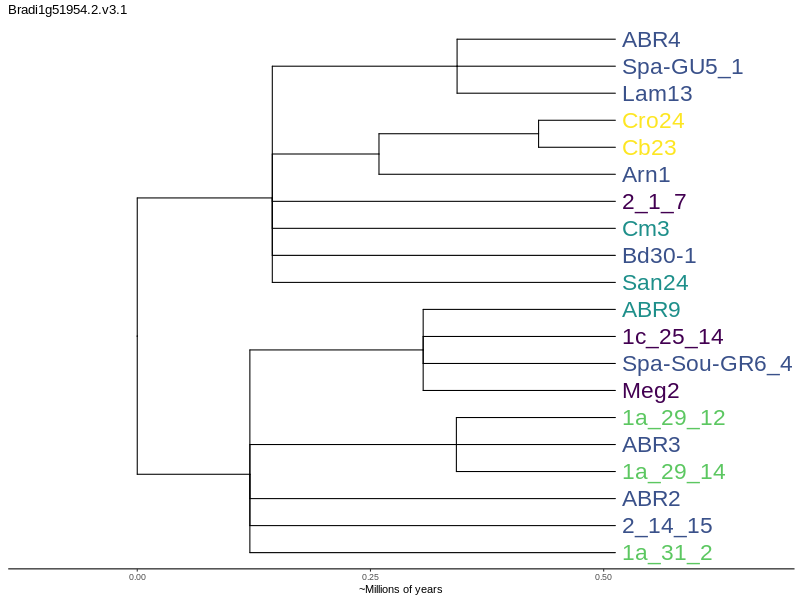 Bradi1g51954.2.v3.1
ABR4
Spa-GU5_1
Lam13
Cro24
Cb23
Arn1
2_1_7
Cm3
Bd30-1
San24
ABR9
1c_25_14
Spa-Sou-GR6_4
Meg2
1a_29_12
ABR3
1a_29_14
ABR2
2_14_15
1a_31_2
0.00 0.25 0.50
~Millions of years